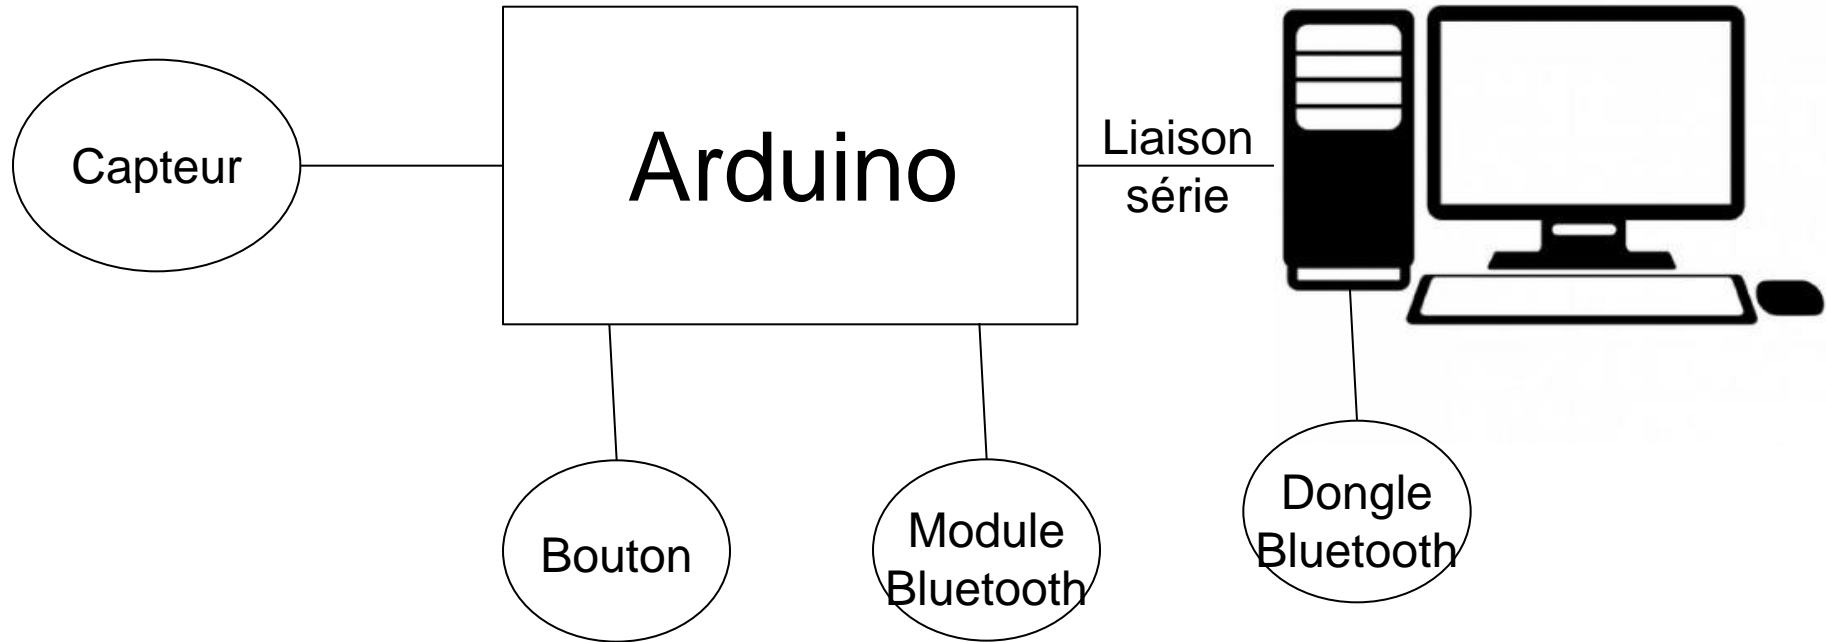 Capteur
Arduino
Liaison
série
Bouton
Module
Bluetooth
Dongle
Bluetooth